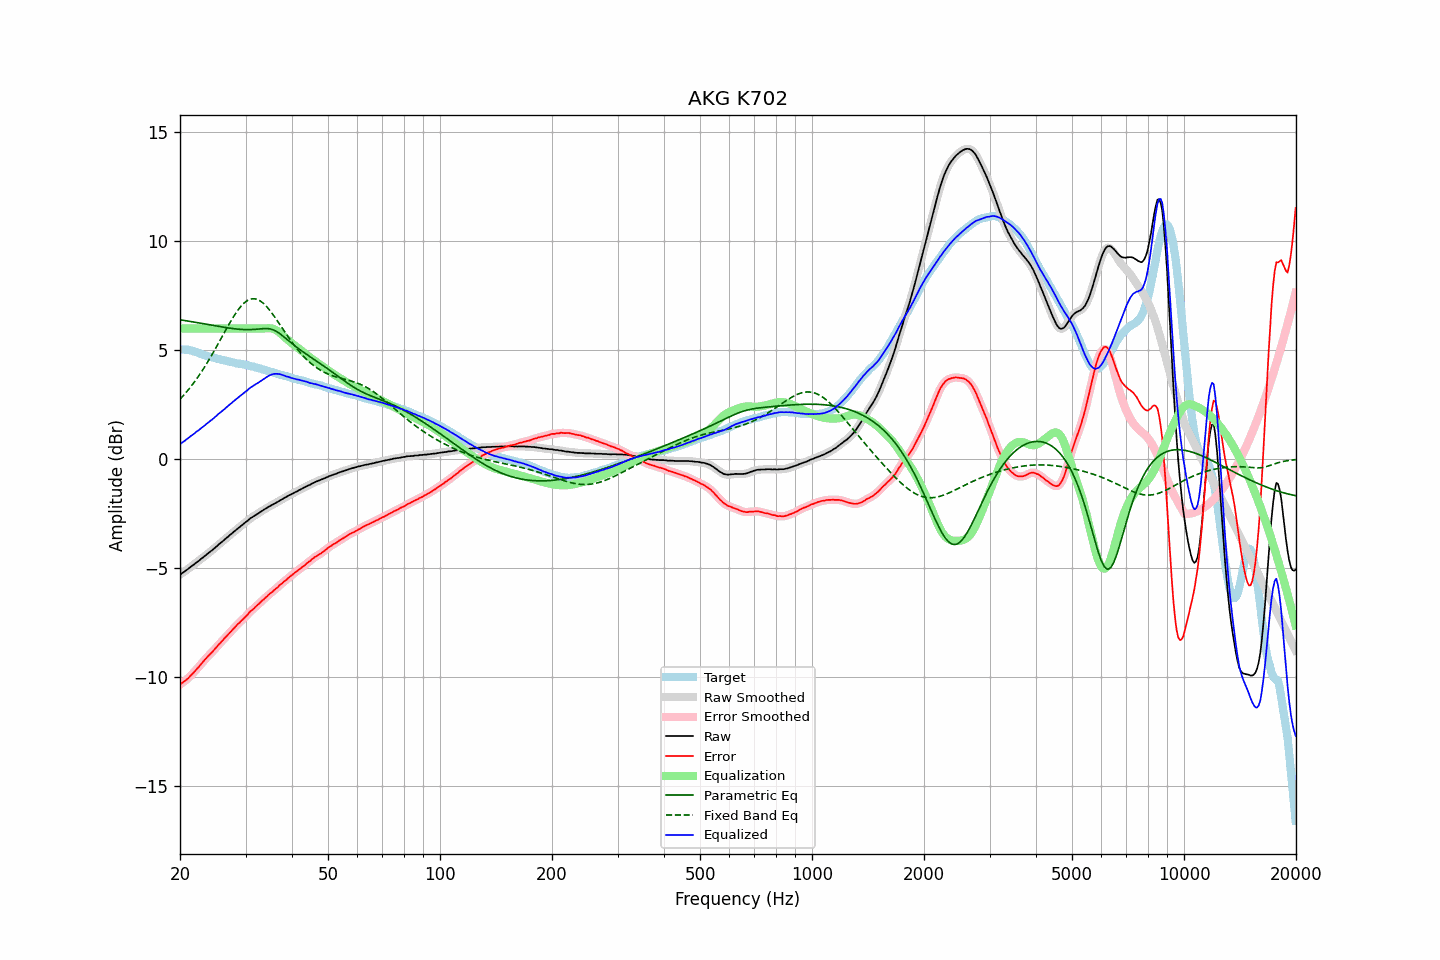 AKG K702
Amplitude (dBr)
15
10
5
0
−5
−10
−15
Target
Raw Smoothed
Error Smoothed
Raw
Error
Equalization
Parametric Eq
Fixed Band Eq
Equalized
20 50 100 200 500 1000 2000 5000 10000 20000
Frequency (Hz)